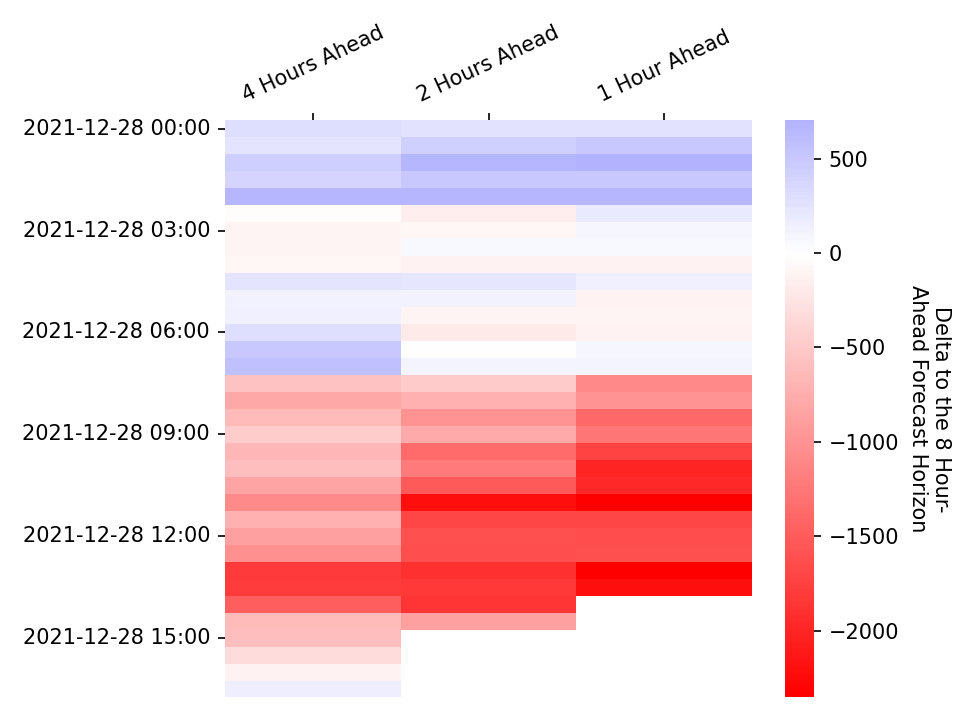 4 Hours Ahead
2 Hours Ahead
1 Hour Ahead
2021-12-28 00:00
2021-12-28 03:00
2021-12-28 06:00
2021-12-28 09:00
2021-12-28 12:00
2021-12-28 15:00
500
0
−500
−1000
−1500
−2000
Delta to the 8 Hour-
Ahead Forecast Horizon